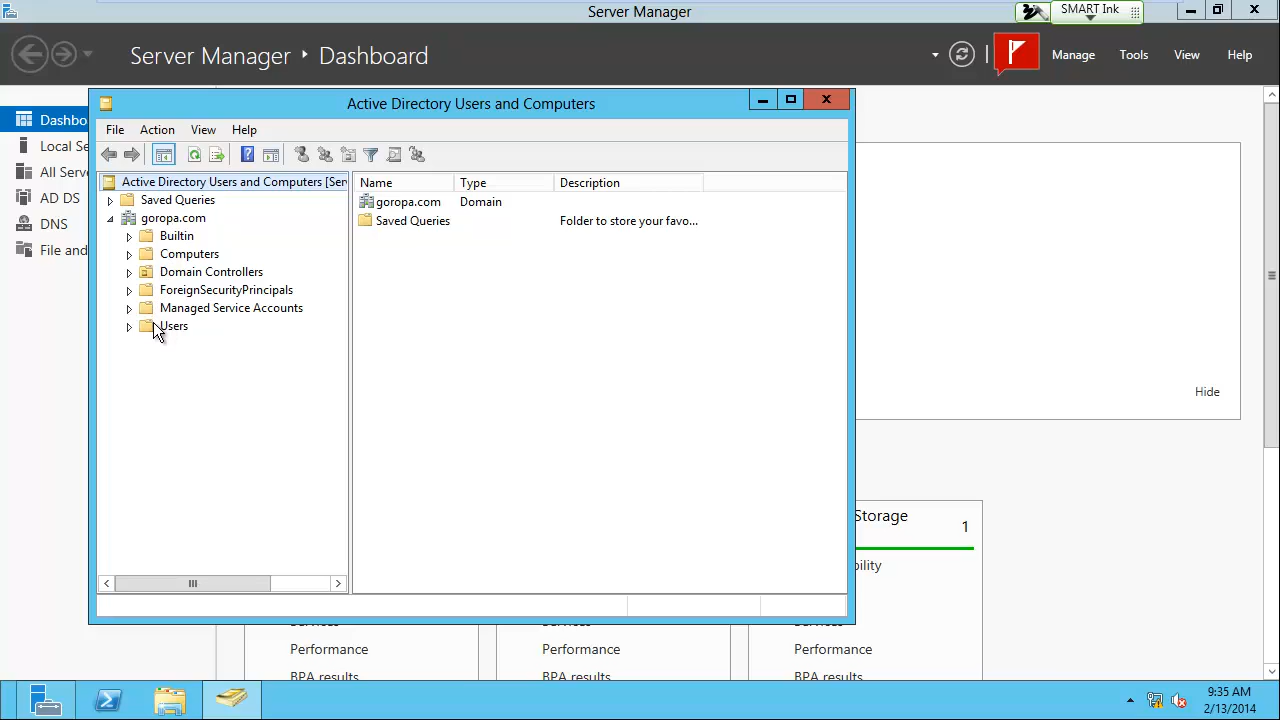 Server Manager
SMART Ink
Server Manager ‣ Dashboard
Manage Tools View Help
Dashbo
Local Se
All Serve
AD DS
DNS
File and
Active Directory Users and Computers
File Action View Help
Active Directory Users and Computers [Ser
Saved Queries
goropa.com
Builtin
Computers
Domain Controllers
ForeignSecurityPrincipals
Managed Service Accounts
Users
Name Type Description
goropa.com Domain
Saved Queries Folder to store your favo...
Hide
Storage 1
bility
Performance Performance Performance
BPA results BPA results BPA results
9:35 AM
2/13/2014